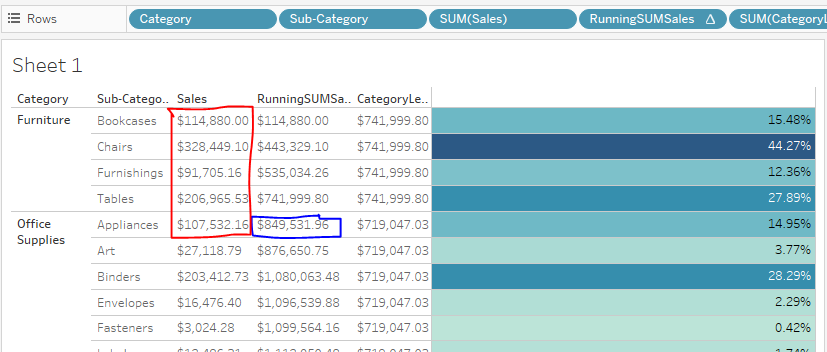 Rows Category Sub-Category SUM(Sales) RunningSUMSales Δ SUM(CategoryL
Sheet 1
Category Sub-Catego.. Sales RunningSUMSa.. CategoryLe..
Furniture Bookcases $114,880.00 $114,880.00 $741,999.80 15.48%
Chairs $328,449.10 $443,329.10 $741,999.80 44.27%
Furnishings $91,705.16 $535,034.26 $741,999.80 12.36%
Tables $206,965.53 $741,999.80 $741,999.80 27.89%
Office Supplies Appliances $107,532.16 $849,531.96 $719,047.03 14.95%
Art $27,118.79 $876,650.75 $719,047.03 3.77%
Binders $203,412.73 $1,080,063.48 $719,047.03 28.29%
Envelopes $16,476.40 $1,096,539.88 $719,047.03 2.29%
Fasteners $3,024.28 $1,099,564.16 $719,047.03 0.42%